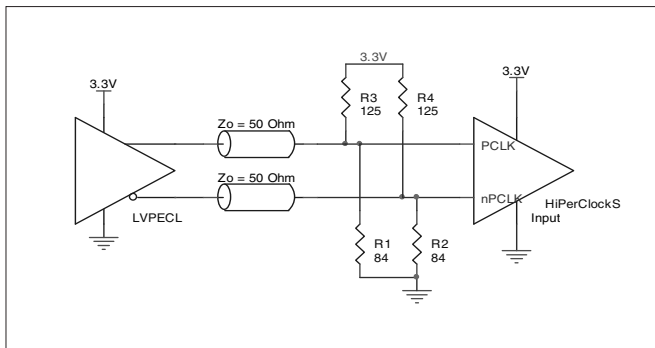 3.3V
3.3V
3.3V
R3
125
R4
125
Zo = 50 Ohm
PCLK
Zo = 50 Ohm
nPCLK
HiPerClockS
Input
LVPECL
R1
84
R2
84